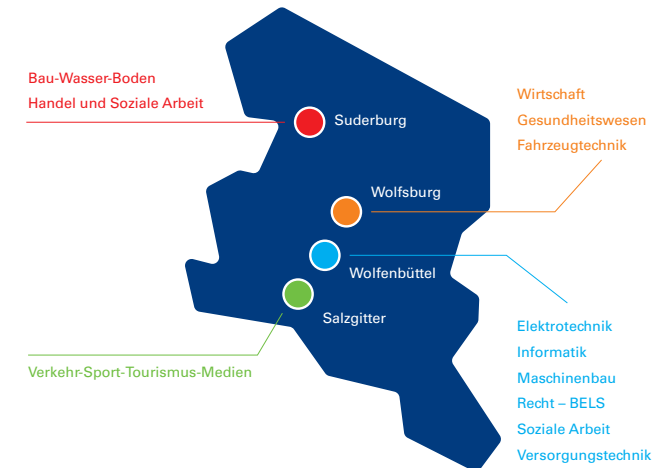 Bau-Wasser-Boden
Handel und Soziale Arbeit
Suderburg
Wirtschaft
Gesundheitswesen
Fahrzeugtechnik
Wolfsburg
Wolfenbüttel
Salzgitter
Verkehr-Sport-Tourismus-Medien
Elektrotechnik
Informatik
Maschinenbau
Recht – BELS
Soziale Arbeit
Versorgungstechnik